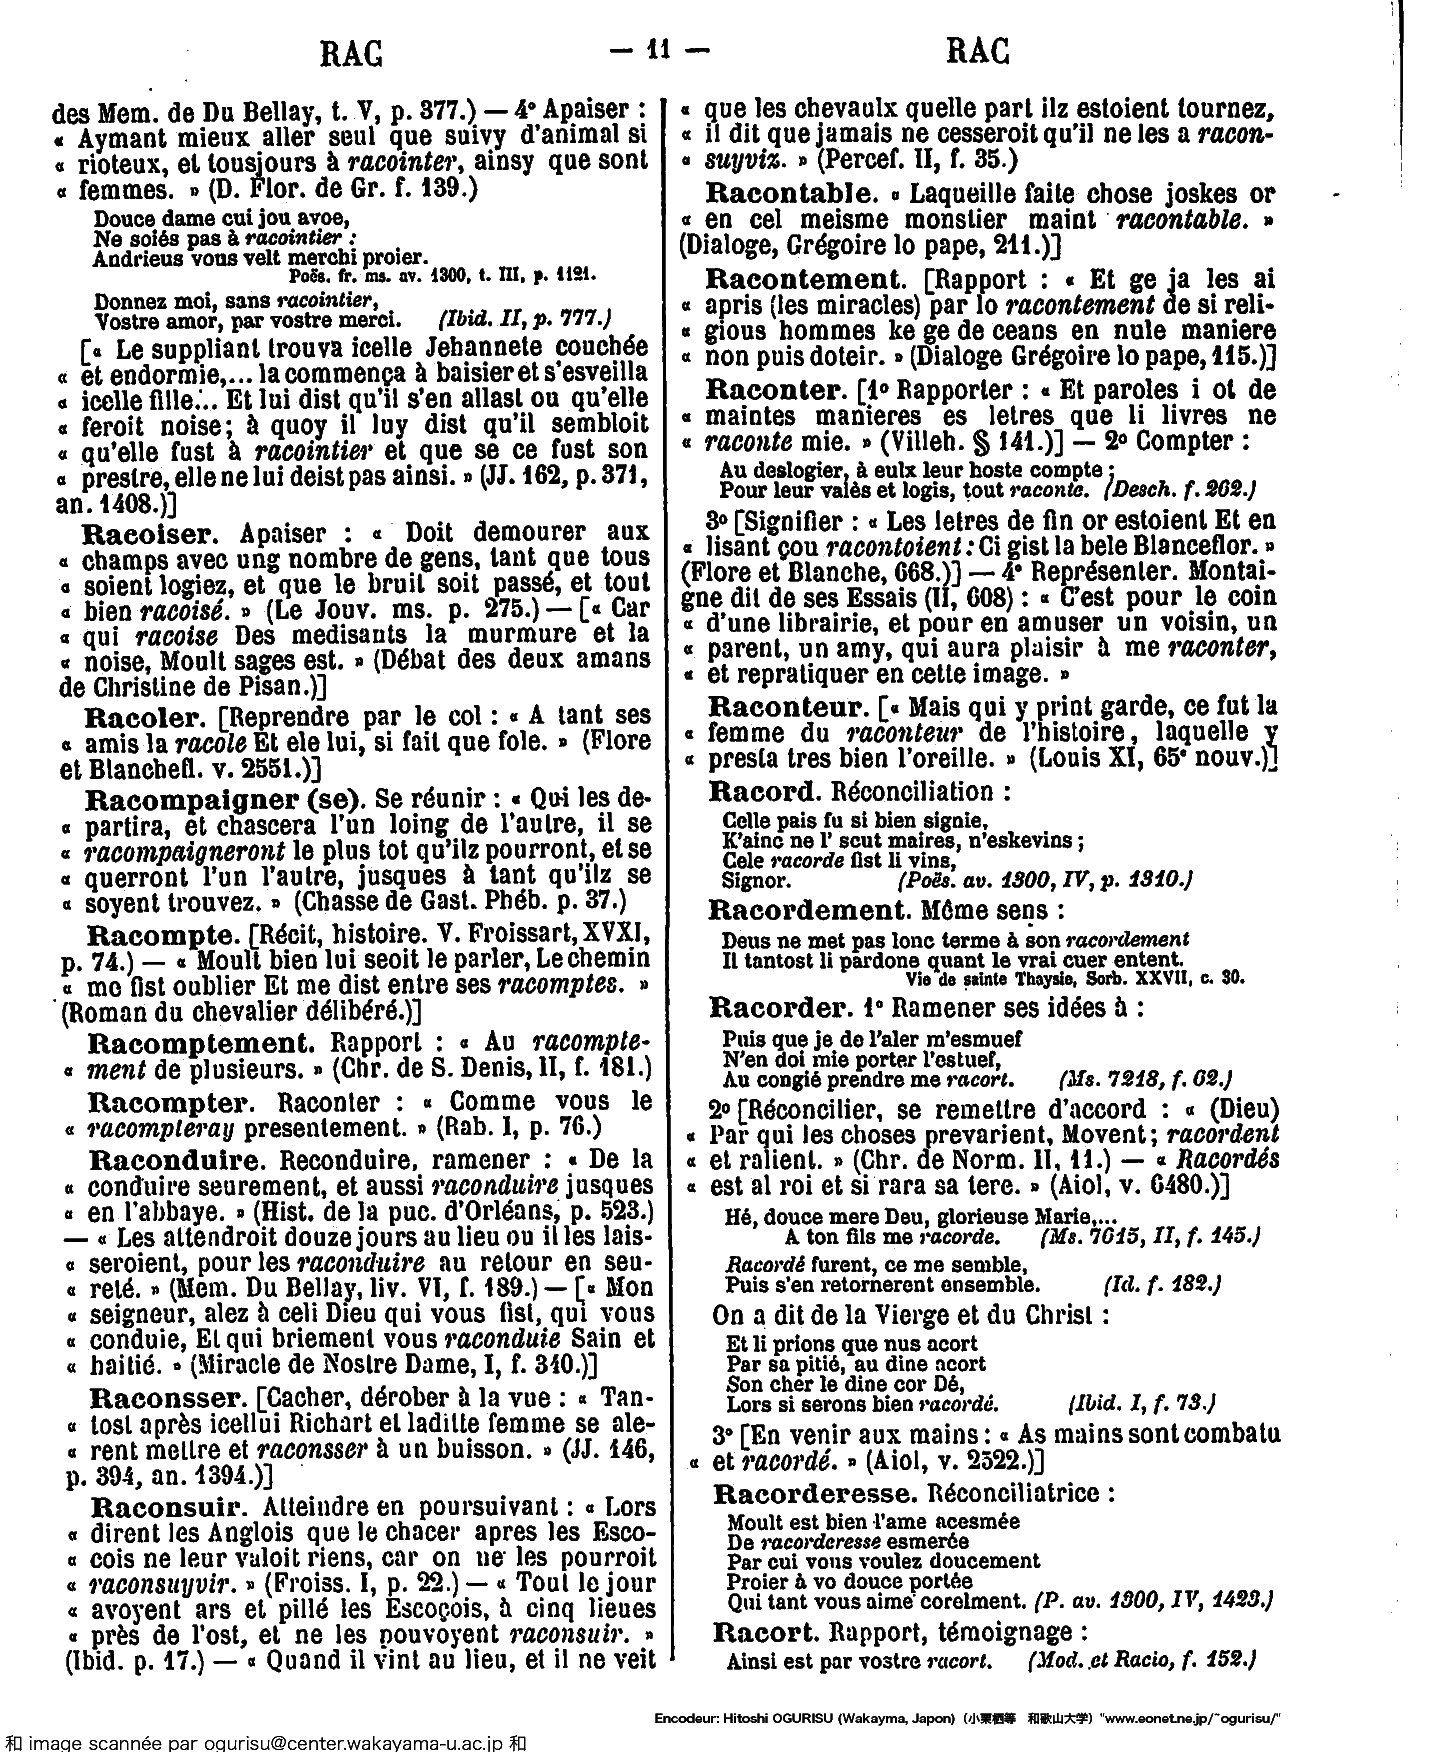 RAC
— 11 —
RAC
des Mem. de Du Bellay, t. V, p. 377.) — 4° Apaiser :
« Aymant mieux aller seul que suivy d'animal si
« rioteux, et tousjours à racointer, ainsy que sont
« femmes. » (D. Flor. de Gr. f. 139.)
Douce dame cui jou avoe,
Ne soiés pas à racointier :
Andrieus vous velt merchi proier.
Poës. fr. ms. av. 1300, t. III, p. 1121.
Donnez moi, sans racointier,
Vostre amor, par vostre merci. (Ibid. II, p. 777.)
[« Le suppliant trouva icelle Jehannete couchée
« et endormie,... la commença à baisier et s'esveilla
« icelle fille... Et lui dist qu'il s'en allast ou qu'elle
« feroit noise; à quoy il luy dist qu'il sembloit
« qu'elle fust à racointier et que se ce fust son
« prestre, elle ne lui deist pas ainsi. » (JJ. 162, p. 371,
an. 1408.)]
Racoiser. Apaiser : « Doit demourer aux
« champs avec ung nombre de gens, tant que tous
« soient logiez, et que le bruit soit passé, et tout
« bien racoisé. » (Le Jouv. ms. p. 275.) — [« Car
« qui racoise Des medisants la murmure et la
« noise, Moult sages est. » (Débat des deux amans
de Christine de Pisan.)]
Racoler. [Reprendre par le col : « A tant ses
« amis la racole Et ele lui, si fait que fole. » (Flore
et Blanchefl. v. 2551.)]
Racompaigner (se). Se réunir : « Qui les de-
« partira, et chascera l'un loing de l'autre, il se
« racompaigneront le plus tot qu'ilz pourront, et se
« querront l'un l'autre, jusques à tant qu'ilz se
« soyent trouvez. » (Chasse de Gast. Phéb. p. 37.)
Racompte. [Récit, histoire. V. Froissart, XVXI,
p. 74.) — « Moult bien lui seoit le parler, Le chemin
« me fist oublier Et me dist entre ses racomptes. »
(Roman du chevalier délibéré.)]
Racomptement. Rapport : « Au racompte-
« ment de plusieurs. » (Chr. de S. Denis, II, f. 181.)
Racompter. Raconter : « Comme vous le
« racompteray presentement. » (Rab. I, p. 76.)
Raconduire. Reconduire, ramener : « De la
« conduire seurement, et aussi raconduire jusques
« en l'abbaye. » (Hist. de la puc. d'Orléans, p. 523.)
— « Les attendroit douze jours au lieu ou il les lais-
« seroient, pour les raconduire au retour en seu-
« reté. » (Mem. Du Bellay, liv. VI, f. 189.) — [« Mon
« seigneur, alez à celi Dieu qui vous fist, qui vous
« conduie, Et qui briement vous raconduie Sain et
« haitié. » (Miracle de Nostre Dame, I, f. 340.)]
Raconsser. [Cacher, dérober à la vue : « Tan-
« tost après icellui Richart et laditte femme se ale-
« rent mettre et raconsser à un buisson. » (JJ. 146,
p. 394, an. 1394.)]
Raconsuir. Atteindre en poursuivant : « Lors
« dirent les Anglois que le chacer apres les Esco-
« cois ne leur valoit riens, car on ne les pourroit
« raconsuyvir. » (Froiss. I, p. 22.) — « Tout le jour
« avoyent ars et pillé les Escoçois, à cinq lieues
« près de l'ost, et ne les pouvoyent raconsuir. »
(Ibid. p. 17.) — « Quand il vint au lieu, et il ne veit
« que les chevaulx quelle part ilz estoient tournez,
« il dit que jamais ne cesseroit qu'il ne les a racon-
« suyviz. » (Percef. II, f. 35.)
Racontable. « Laqueille faite chose joskes or
« en cel meisme monstier maint racontable. »
(Dialoge, Grégoire lo pape, 211.)]
Racontement. [Rapport : « Et ge ja les ai
« apris (les miracles) par lo racontement de si reli-
« gious hommes ke ge de ceans en nule maniere
« non puis doteir. » (Dialoge Grégoire lo pape, 115.)]
Raconter. [1° Rapporter : « Et paroles i ot de
« maintes manieres es letres que li livres ne
« raconte mie. » (Villeh. § 141.)] — 2° Compter :
Au deslogier, à eulx leur hoste compte ;
Pour leur valès et logis, tout raconte. (Desch. f. 262.)
3° [Signifier : « Les letres de fin or estoient Et en
« lisant çou racontoient : Ci gist la bele Blanceflor. »
(Flore et Blanche, 668.)] — 4° Représenter. Montai-
gne dit de ses Essais (II, 608) : « C'est pour le coin
« d'une librairie, et pour en amuser un voisin, un
« parent, un amy, qui aura plaisir à me raconter,
« et repratiquer en cette image. »
Raconteur. [« Mais qui y print garde, ce fut la
« femme du raconteur de l'histoire, laquelle y
« presta tres bien l'oreille. » (Louis XI, 65e nouv.)]
Racord. Réconciliation :
Celle pais fu si bien signie,
K'ainc ne l' scut maires, n'eskevins ;
Cele racorde fist li vins,
Signor. (Poës. av. 1300, IV, p. 1310.)
Racordement. Même sens :
Deus ne met pas lonc terme à son racordement
Il tantost li pardone quant le vrai cuer entent.
Vie de sainte Thaysie, Sorb. XXVII, c. 30.
Racorder. 1° Ramener ses idées à :
Puis que je de l'aler m'esmuef
N'en doi mie porter l'estuef,
Au congié prendre me racort. (Ms. 7218, f. 62.)
2° [Réconcilier, se remettre d'accord : « (Dieu)
« Par qui les choses prevarient, Movent; racordent
« et ralient. » (Chr. de Norm. II, 11.) — « Racordés
« est al roi et si rara sa tere. » (Aiol, v. 6480.)]
Hé, douce mere Deu, glorieuse Marie,...
A ton fils me racorde. (Ms. 7615, II, f. 145.)
Racordé furent, ce me semble,
Puis s'en retornerent ensemble. (Id. f. 182.)
On a dit de la Vierge et du Christ :
Et li prions que nus acort
Par sa pitié, au dine acort
Son cher le dine cor Dé,
Lors si serons bien racordé. (Ibid. I, f. 73.)
3° [En venir aux mains : « As mains sont combatu
« et racordé. » (Aiol, v. 2522.)]
Racorderesse. Réconciliatrice :
Moult est bien l'ame acesmée
De racorderesse esmerée
Par cui vous voulez doucement
Proier à vo douce portée
Qui tant vous aime corelment. (P. av. 1300, IV, 1423.)
Racort. Rapport, témoignage :
Ainsi est par vostre racort. (Mod. et Racio, f. 152.)
Encodeur: Hitoshi OGURISU (Wakayma, Japon) (小栗栖等 和歌山大学) "www.eonet.ne.jp/~ogurisu/"
和 image scannée par ogurisu@center.wakayama-u.ac.jp 和